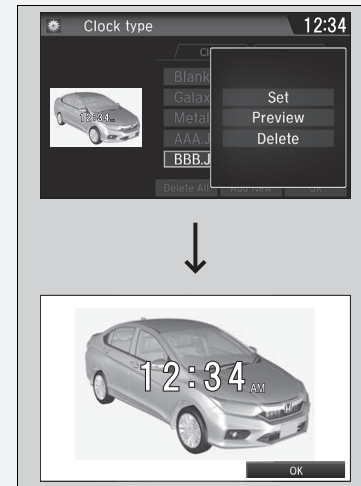 Clock type
12:34
Cl
Blank
Galax
Metal
AAA.J
BBB.J
12:34
Set
Preview
Delete
Delete All
Add New
OK
12:34 AM
OK